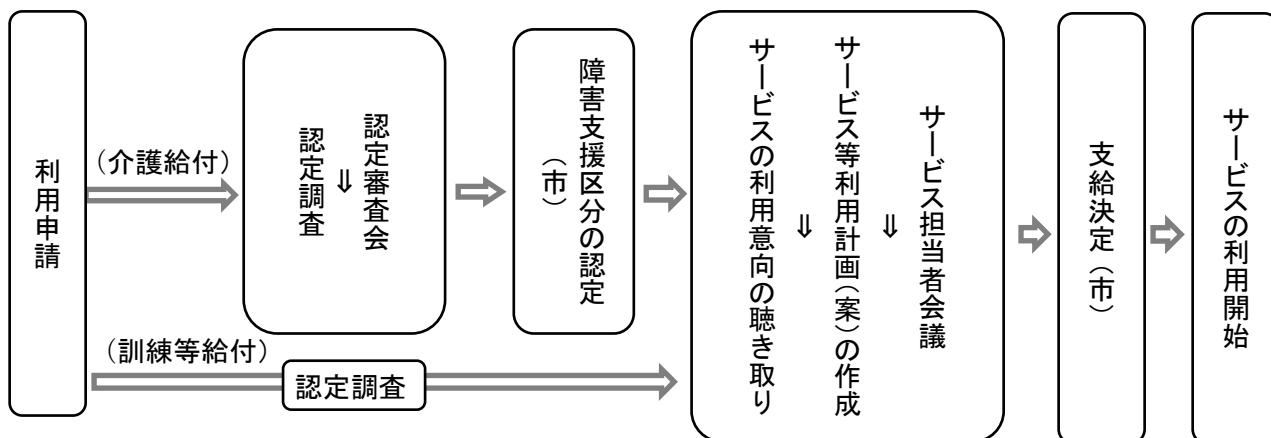 利用申請
（介護給付）
認定調査
⇓
認定審査会
障害支援区分の認定
（市）
サービスの利用意向の聴き取り
⇓
サービス等利用計画（案）の作成
⇓
サービス担当者会議
支給決定（市）
サービスの利用開始
（訓練等給付）
認定調査